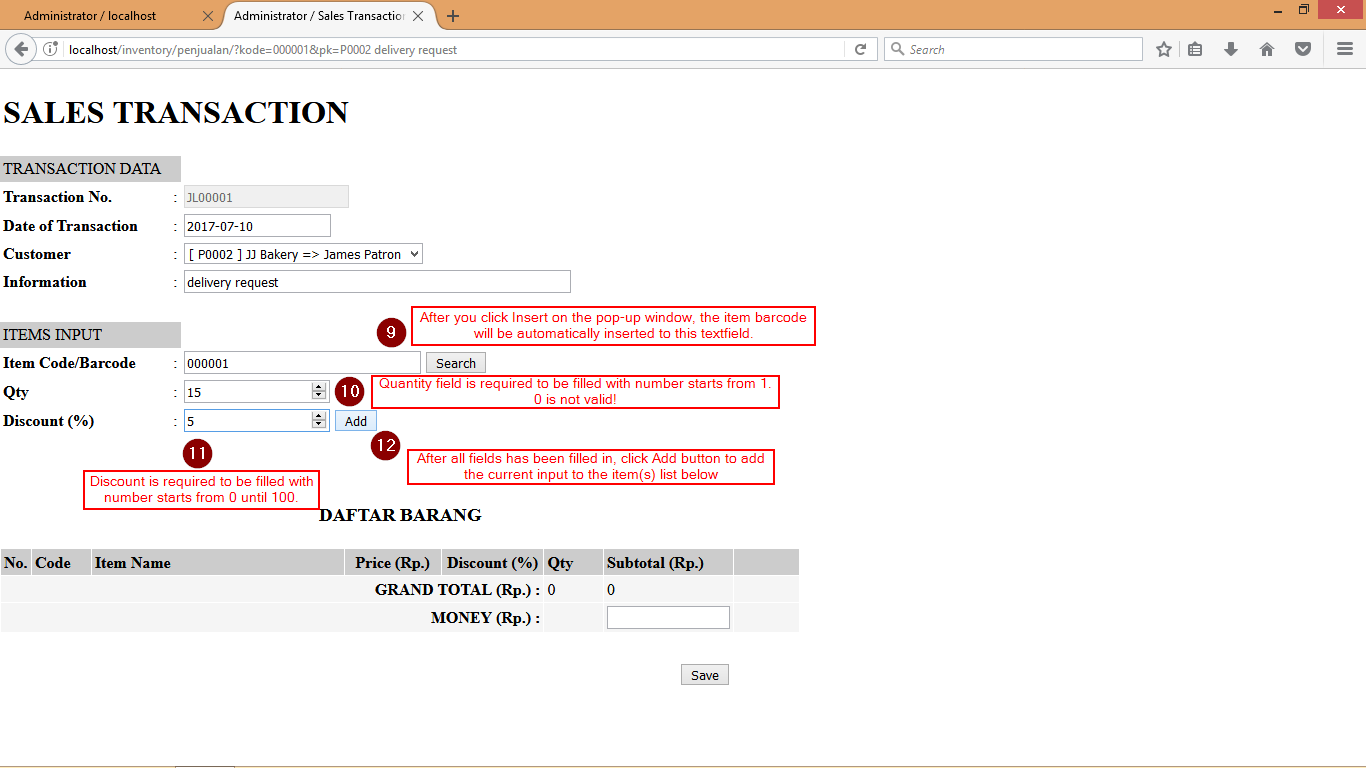 Administrator / localhost
Administrator / Sales Transaction
localhost/inventory/penjualan/?kode=000001&pk=P0002 delivery request
Search
SALES TRANSACTION
TRANSACTION DATA
Transaction No. : JL00001
Date of Transaction : 2017-07-10
Customer : [ P0002 ] JJ Bakery => James Patron
Information : delivery request
ITEMS INPUT
9
After you click Insert on the pop-up window, the item barcode
will be automatically inserted to this textfield.
Item Code/Barcode : 000001 Search
Qty : 15
10
Quantity field is required to be filled with number starts from 1.
0 is not valid!
Discount (%) : 5 Add
11
Discount is required to be filled with
number starts from 0 until 100.
12
After all fields has been filled in, click Add button to add
the current input to the item(s) list below
DAFTAR BARANG
No. Code Item Name Price (Rp.) Discount (%) Qty Subtotal (Rp.)
GRAND TOTAL (Rp.) : 0 0
MONEY (Rp.) :
Save